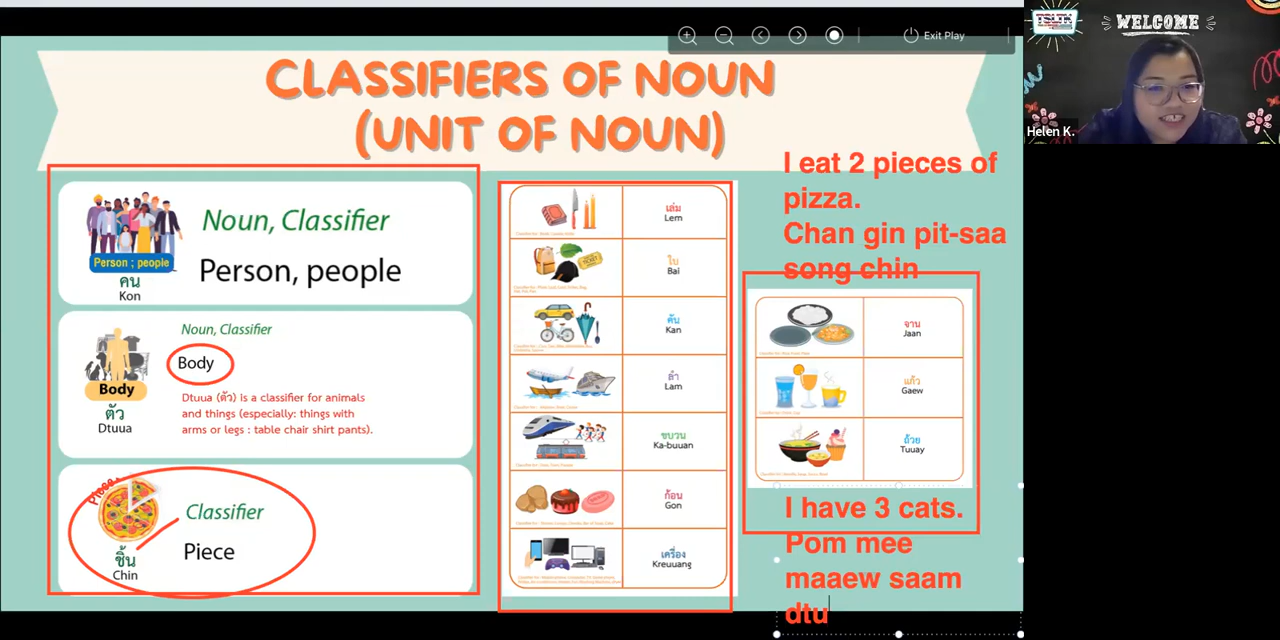 Exit Play
TSLTK
WELCOME
Helen K.
CLASSIFIERS OF NOUN
(UNIT OF NOUN)
Person ; people
คน
Kon
Noun, Classifier
Person, people
Body
ตัว
Dtuua
Noun, Classifier
Body
Dtuua (ตัว) is a classifier for animals
and things (especially: things with
arms or legs : table chair shirt pants).
Piece
ชิ้น
Chin
Classifier
Piece
เล่ม
Lem
TICKET
ใบ
Bai
คัน
Kan
ลำ
Lam
ขบวน
Ka-buuan
ก้อน
Gon
เครื่อง
Kreuuang
I eat 2 pieces of
pizza.
Chan gin pit-saa
song chin
จาน
Jaan
แก้ว
Gaew
ถ้วย
Tuuay
I have 3 cats.
Pom mee
maaew saam
dtu